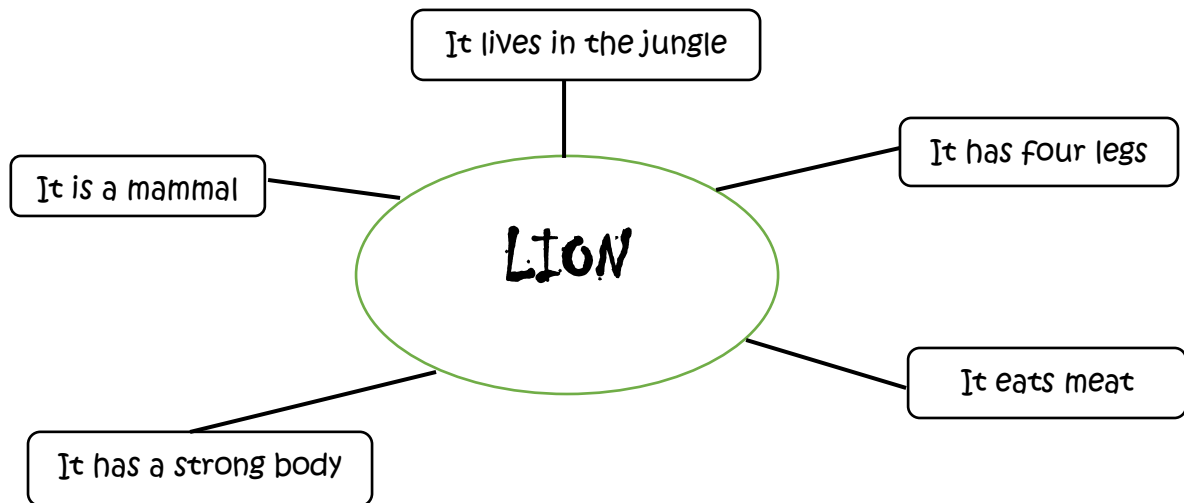 It lives in the jungle
It has four legs
It is a mammal
LION
It eats meat
It has a strong body